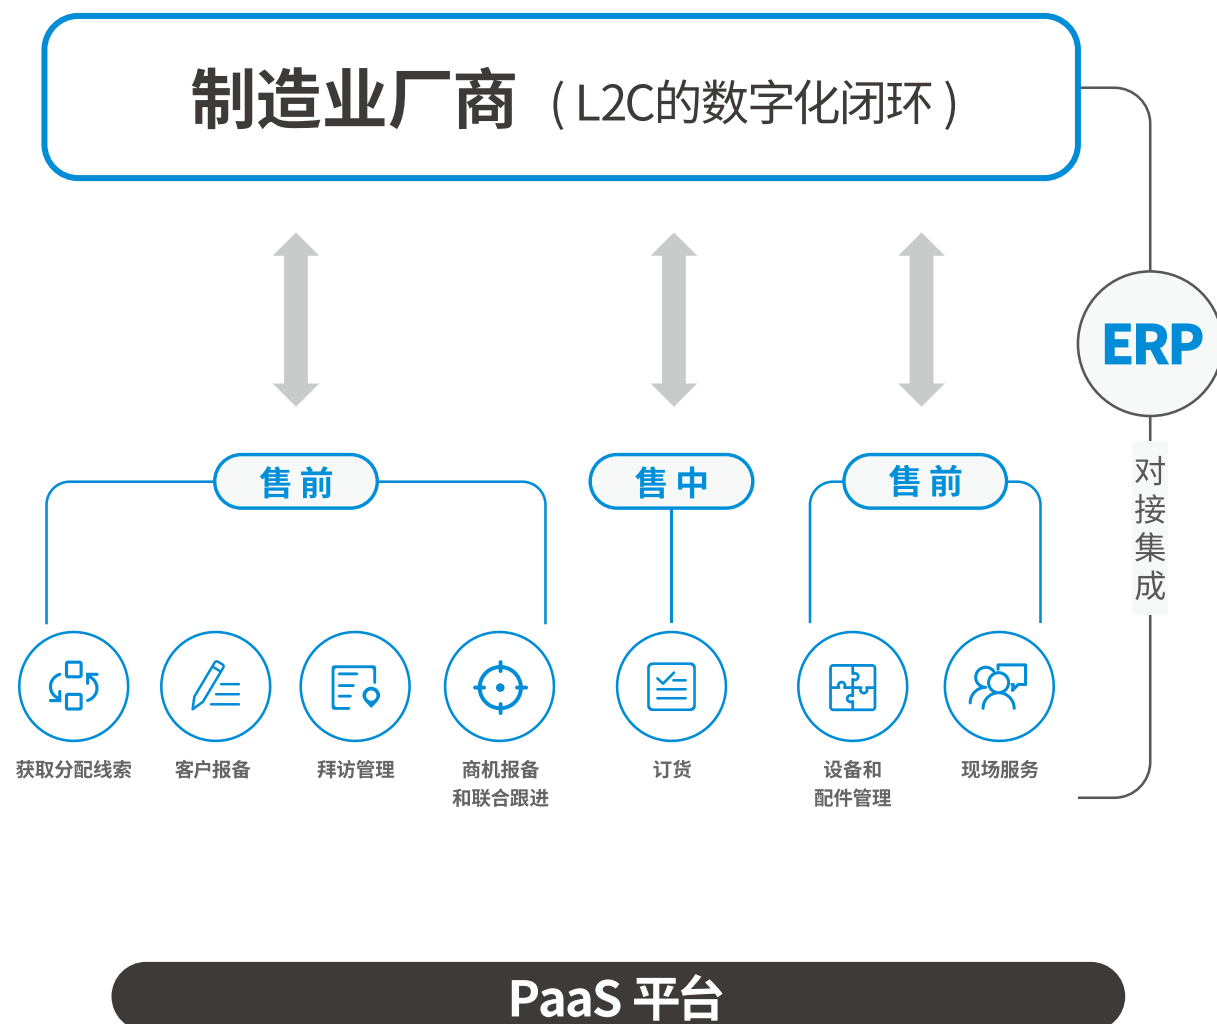 制造业厂商 ( L2C的数字化闭环 )
ERP
对接集成
售前
售中
售前
获取分配线索
客户报备
拜访管理
商机报备
和联合跟进
订货
设备和
配件管理
现场服务
PaaS 平台